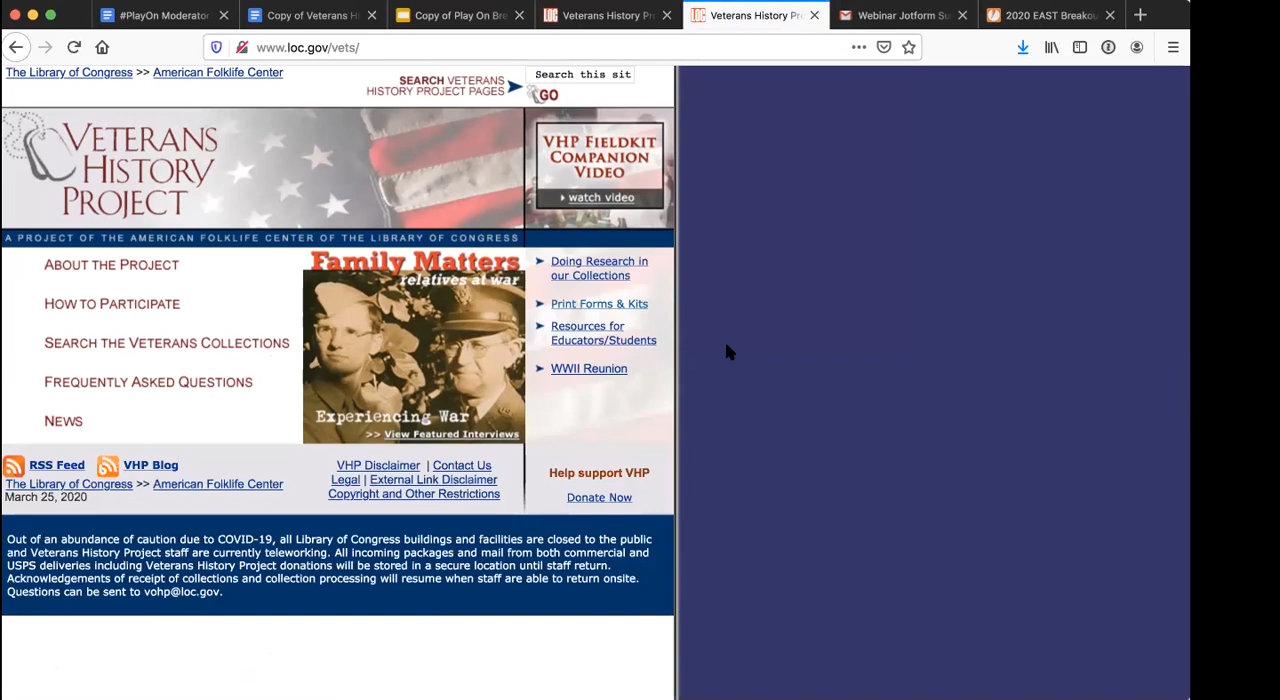 #PlayOn Moderator
Copy of Veterans H
Copy of Play On Bre
Veterans History Pr
Veterans History Pr
Webinar Jotform Su
2020 EAST Breakou
www.loc.gov/vets/
The Library of Congress >> American Folklife Center
SEARCH VETERANS
HISTORY PROJECT PAGES
Search this sit
GO
VETERANS
HISTORY
PROJECT
VHP FIELDKIT
COMPANION
VIDEO
watch video
A PROJECT OF THE AMERICAN FOLKLIFE CENTER OF THE LIBRARY OF CONGRESS
ABOUT THE PROJECT
HOW TO PARTICIPATE
SEARCH THE VETERANS COLLECTIONS
FREQUENTLY ASKED QUESTIONS
NEWS
Family Matters
relatives at war
Experiencing War
>> View Featured Interviews
Doing Research in
our Collections
Print Forms & Kits
Resources for
Educators/Students
WWII Reunion
RSS Feed
VHP Blog
The Library of Congress >> American Folklife Center
March 25, 2020
VHP Disclaimer | Contact Us
Legal | External Link Disclaimer
Copyright and Other Restrictions
Help support VHP
Donate Now
Out of an abundance of caution due to COVID-19, all Library of Congress buildings and facilities are closed to the public
and Veterans History Project staff are currently teleworking. All incoming packages and mail from both commercial and
USPS deliveries including Veterans History Project donations will be stored in a secure location until staff return.
Acknowledgements of receipt of collections and collection processing will resume when staff are able to return onsite.
Questions can be sent to vohp@loc.gov.